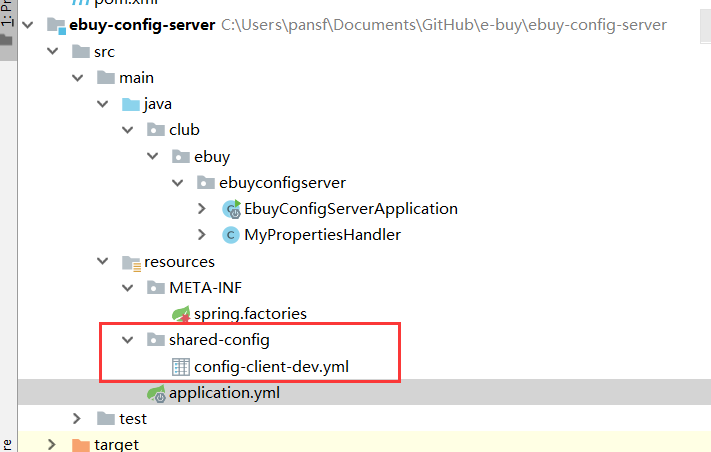 pom.xml
1: Pr
ebuy-config-server C:\Users\pansf\Documents\GitHub\e-buy\ebuy-config-server
src
main
java
club
ebuy
ebuyconfigserver
EbuyConfigServerApplication
MyPropertiesHandler
resources
META-INF
spring.factories
shared-config
config-client-dev.yml
application.yml
test
target
re